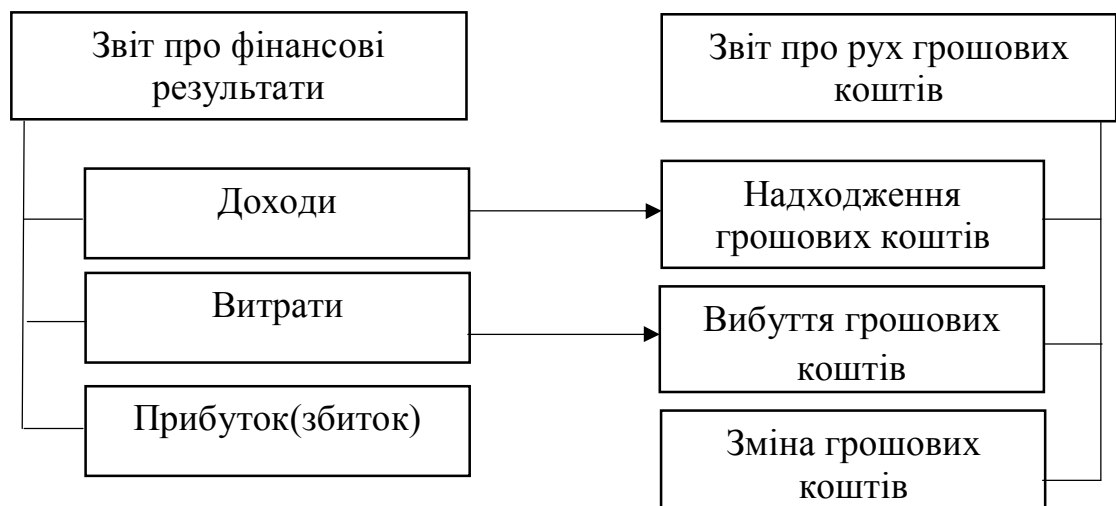 Звіт про фінансові
результати
Звіт про рух грошових
коштів
Доходи
Надходження
грошових коштів
Витрати
Вибуття грошових
коштів
Прибуток(збиток)
Зміна грошових
коштів